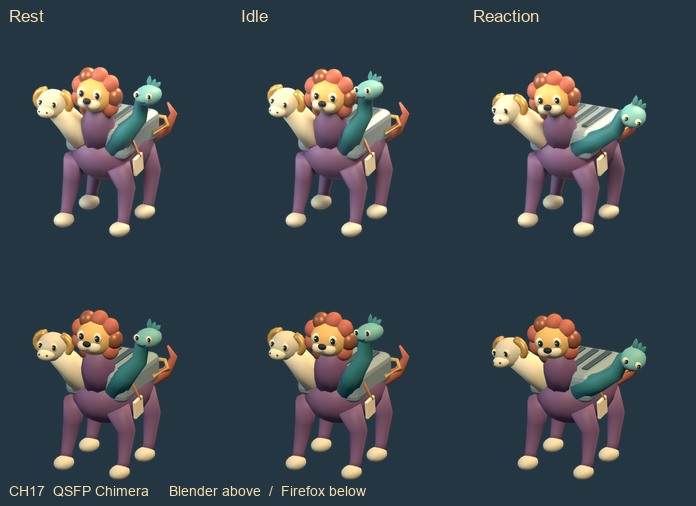 Rest Idle Reaction
CH17 QSFP Chimera Blender above / Firefox below